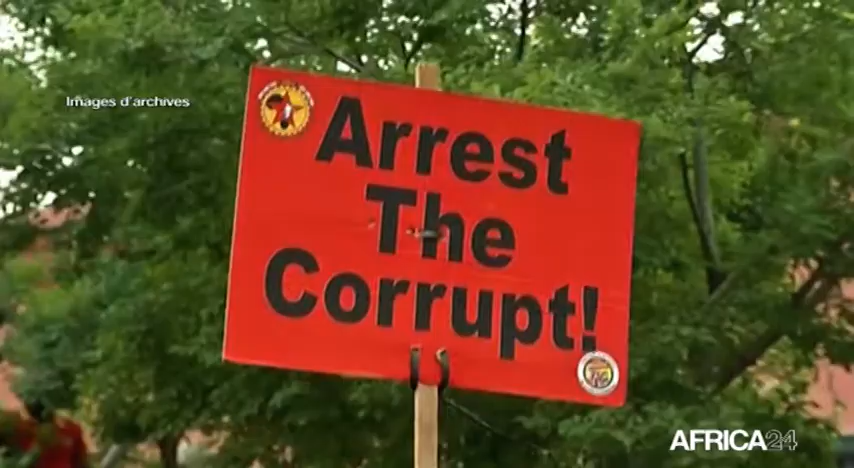 Images d'archives
Arrest
The
Corrupt!
AFRICA24